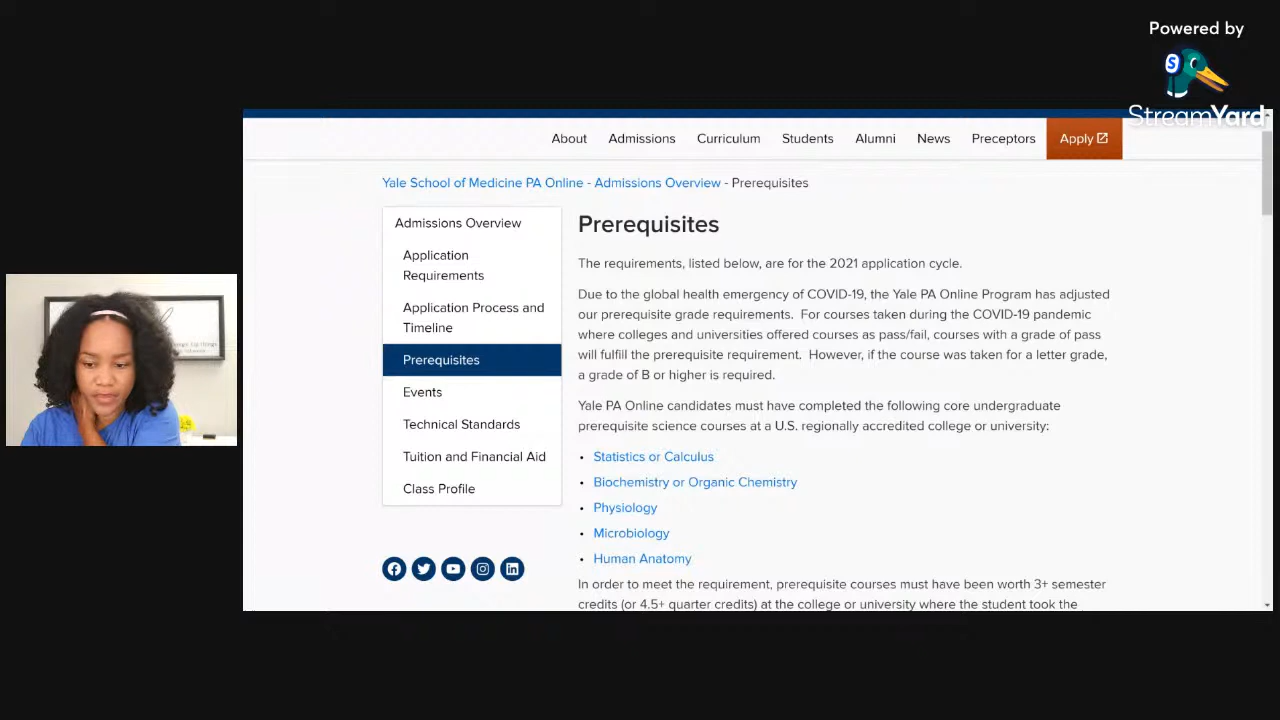 Powered by
StreamYard
About Admissions Curriculum Students Alumni News Preceptors Apply
Yale School of Medicine PA Online - Admissions Overview - Prerequisites
Admissions Overview
Application
Requirements
Application Process and
Timeline
Prerequisites
Events
Technical Standards
Tuition and Financial Aid
Class Profile
Prerequisites
The requirements, listed below, are for the 2021 application cycle.
Due to the global health emergency of COVID-19, the Yale PA Online Program has adjusted
our prerequisite grade requirements. For courses taken during the COVID-19 pandemic
where colleges and universities offered courses as pass/fail, courses with a grade of pass
will fulfill the prerequisite requirement. However, if the course was taken for a letter grade,
a grade of B or higher is required.
Yale PA Online candidates must have completed the following core undergraduate
prerequisite science courses at a U.S. regionally accredited college or university:
• Statistics or Calculus
• Biochemistry or Organic Chemistry
• Physiology
• Microbiology
• Human Anatomy
In order to meet the requirement, prerequisite courses must have been worth 3+ semester
credits (or 4.5+ quarter credits) at the college or university where the student took the